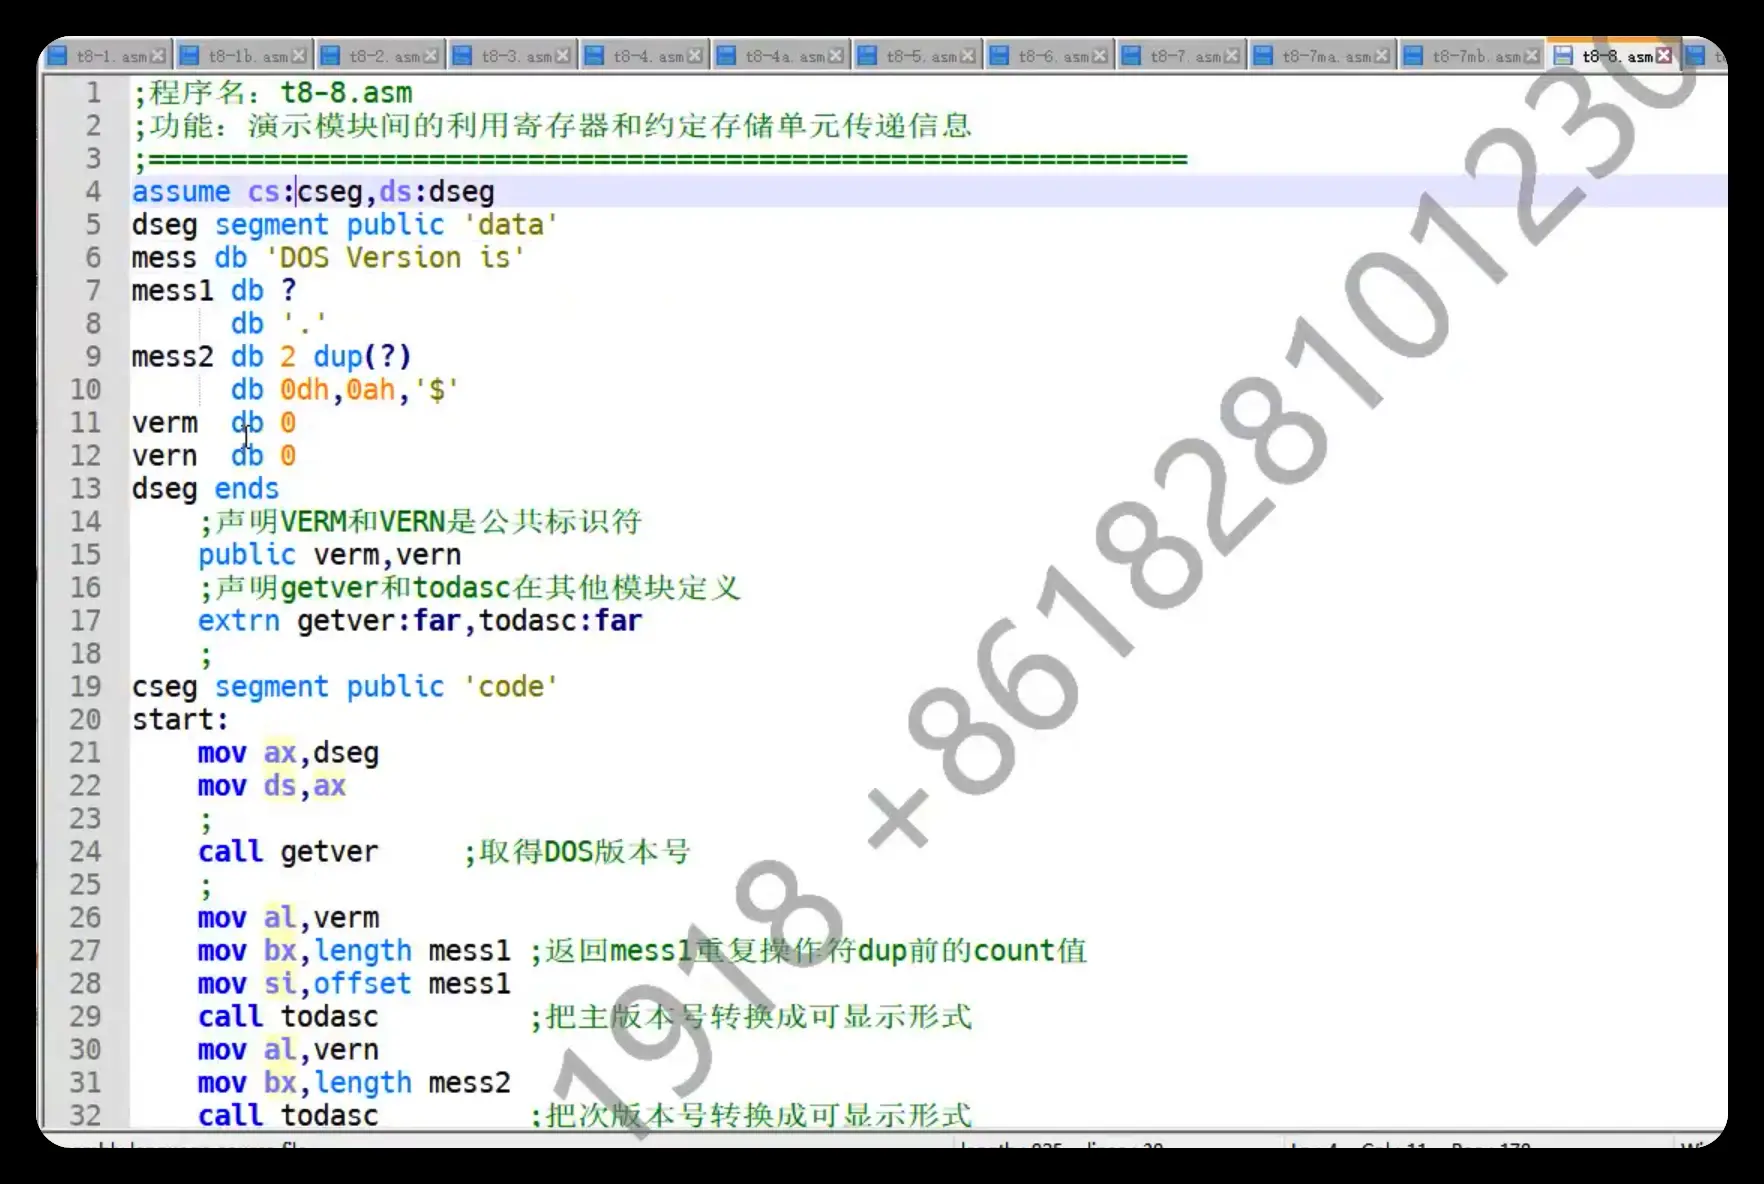 t8-1.asm t8-1b.asm t8-2.asm t8-3.asm t8-4.asm t8-4a.asm t8-5.asm t8-6.asm t8-7.asm t8-7ma.asm t8-7mb.asm t8-8.asm
1 ;程序名：t8-8.asm
2 ;功能：演示模块间的利用寄存器和约定存储单元传递信息
3 ;===============================================================
4 assume cs:cseg,ds:dseg
5 dseg segment public 'data'
6 mess db 'DOS Version is'
7 mess1 db ?
8 db '.'
9 mess2 db 2 dup(?)
10 db 0dh,0ah,'$'
11 verm db 0
12 vern db 0
13 dseg ends
14 ;声明VERM和VERN是公共标识符
15 public verm,vern
16 ;声明getver和todasc在其他模块定义
17 extrn getver:far,todasc:far
18 ;
19 cseg segment public 'code'
20 start:
21 mov ax,dseg
22 mov ds,ax
23 ;
24 call getver ;取得DOS版本号
25 ;
26 mov al,verm
27 mov bx,length mess1 ;返回mess1重复操作符dup前的count值
28 mov si,offset mess1
29 call todasc ;把主版本号转换成可显示形式
30 mov al,vern
31 mov bx,length mess2
32 call todasc ;把次版本号转换成可显示形式
1918 +861828101230